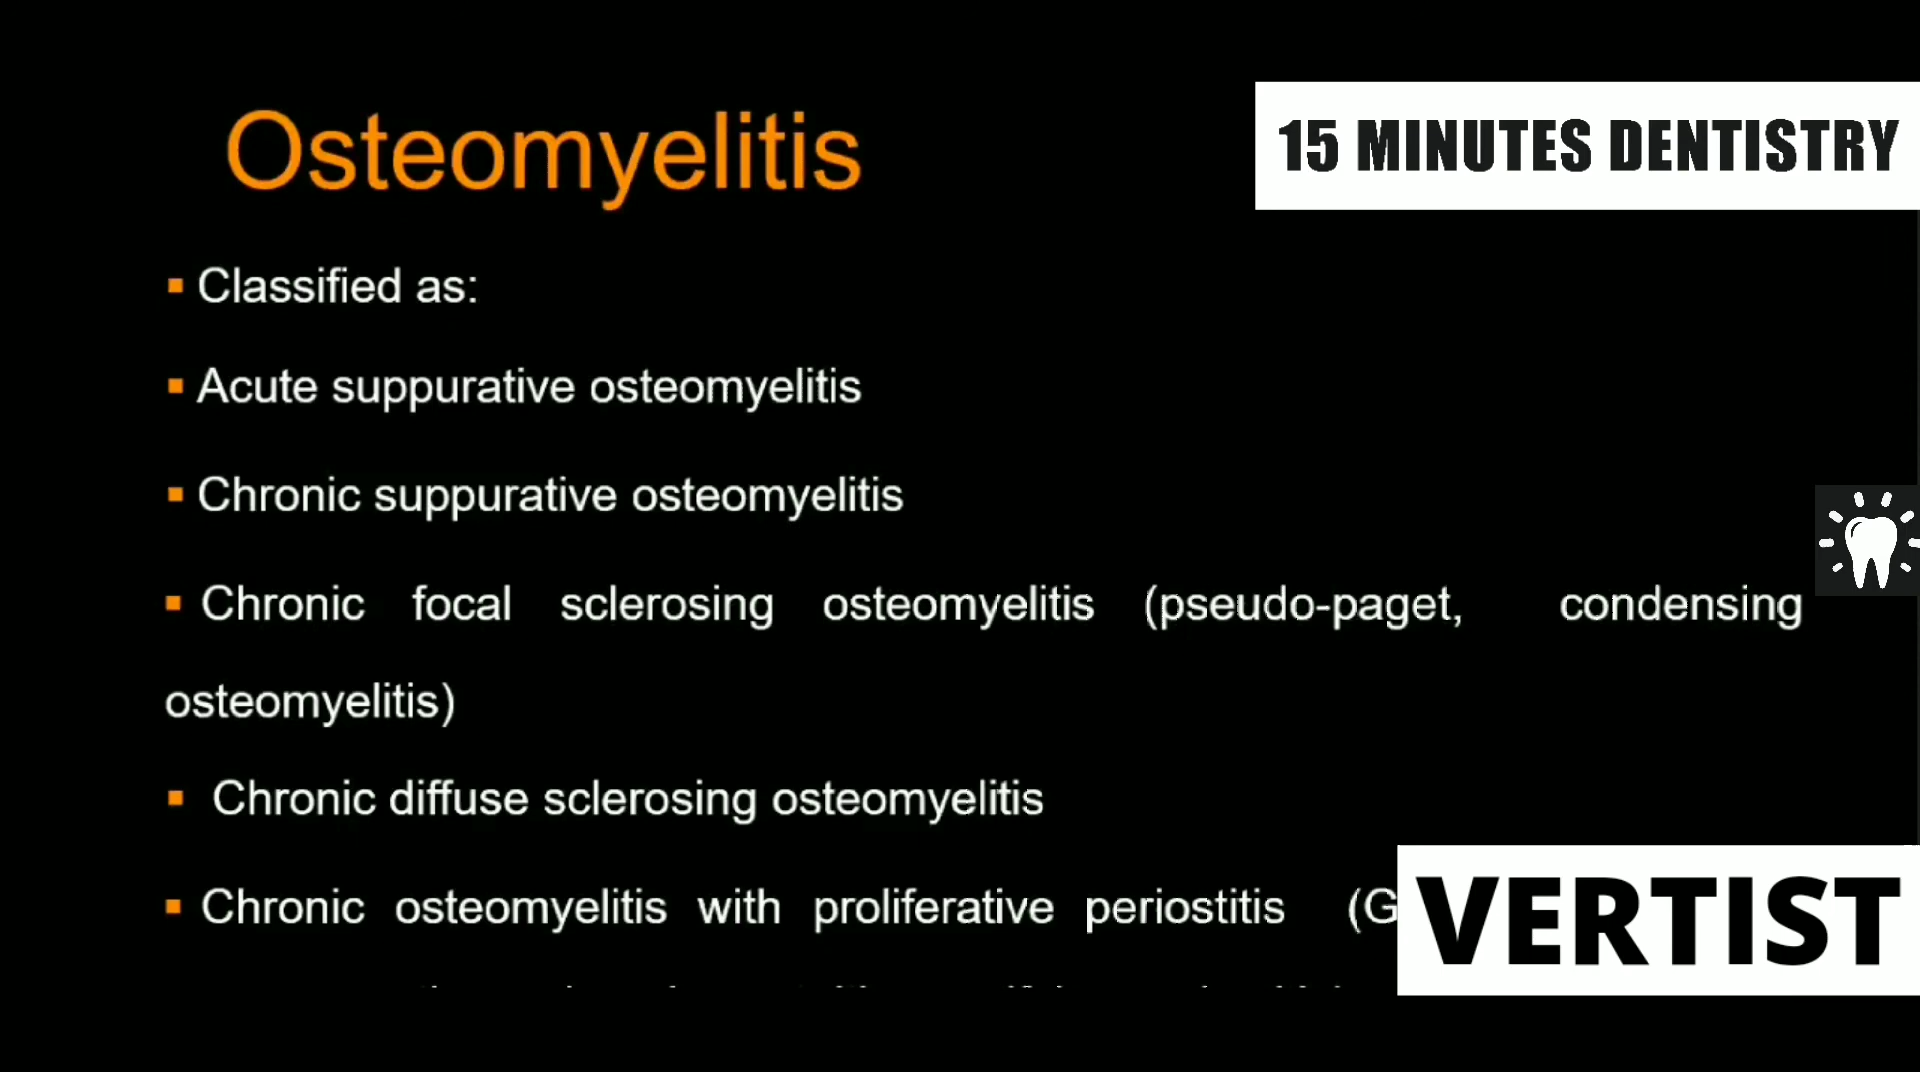 Osteomyelitis
15 MINUTES DENTISTRY
▪ Classified as:
▪ Acute suppurative osteomyelitis
▪ Chronic suppurative osteomyelitis
▪ Chronic focal sclerosing osteomyelitis (pseudo-paget, condensing
osteomyelitis)
▪ Chronic diffuse sclerosing osteomyelitis
▪ Chronic osteomyelitis with proliferative periostitis (G
VERTIST